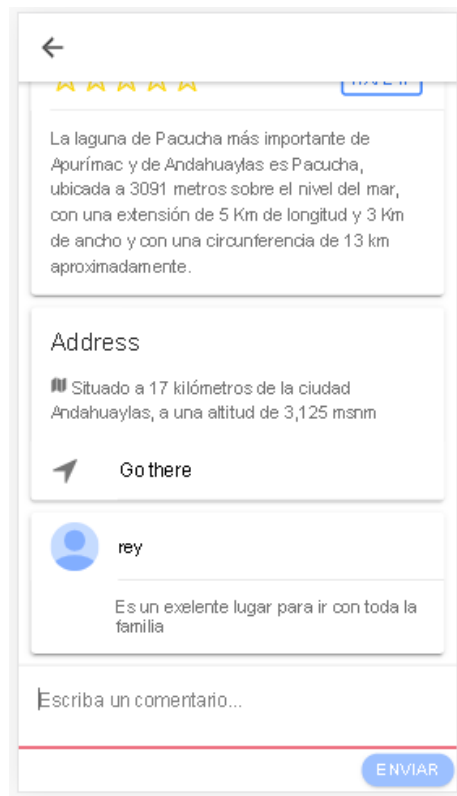 La laguna de Pacucha más importante de
Apurímac y de Andahuaylas es Pacucha,
ubicada a 3091 metros sobre el nivel del mar,
con una extensión de 5 Km de longitud y 3 Km
de ancho y con una circunferencia de 13 km
aproximadamente.
Address
Situado a 17 kilómetros de la ciudad
Andahuaylas, a una altitud de 3,125 msnm
Go there
rey
Es un exelente lugar para ir con toda la
familia
Escriba un comentario...
ENVIAR